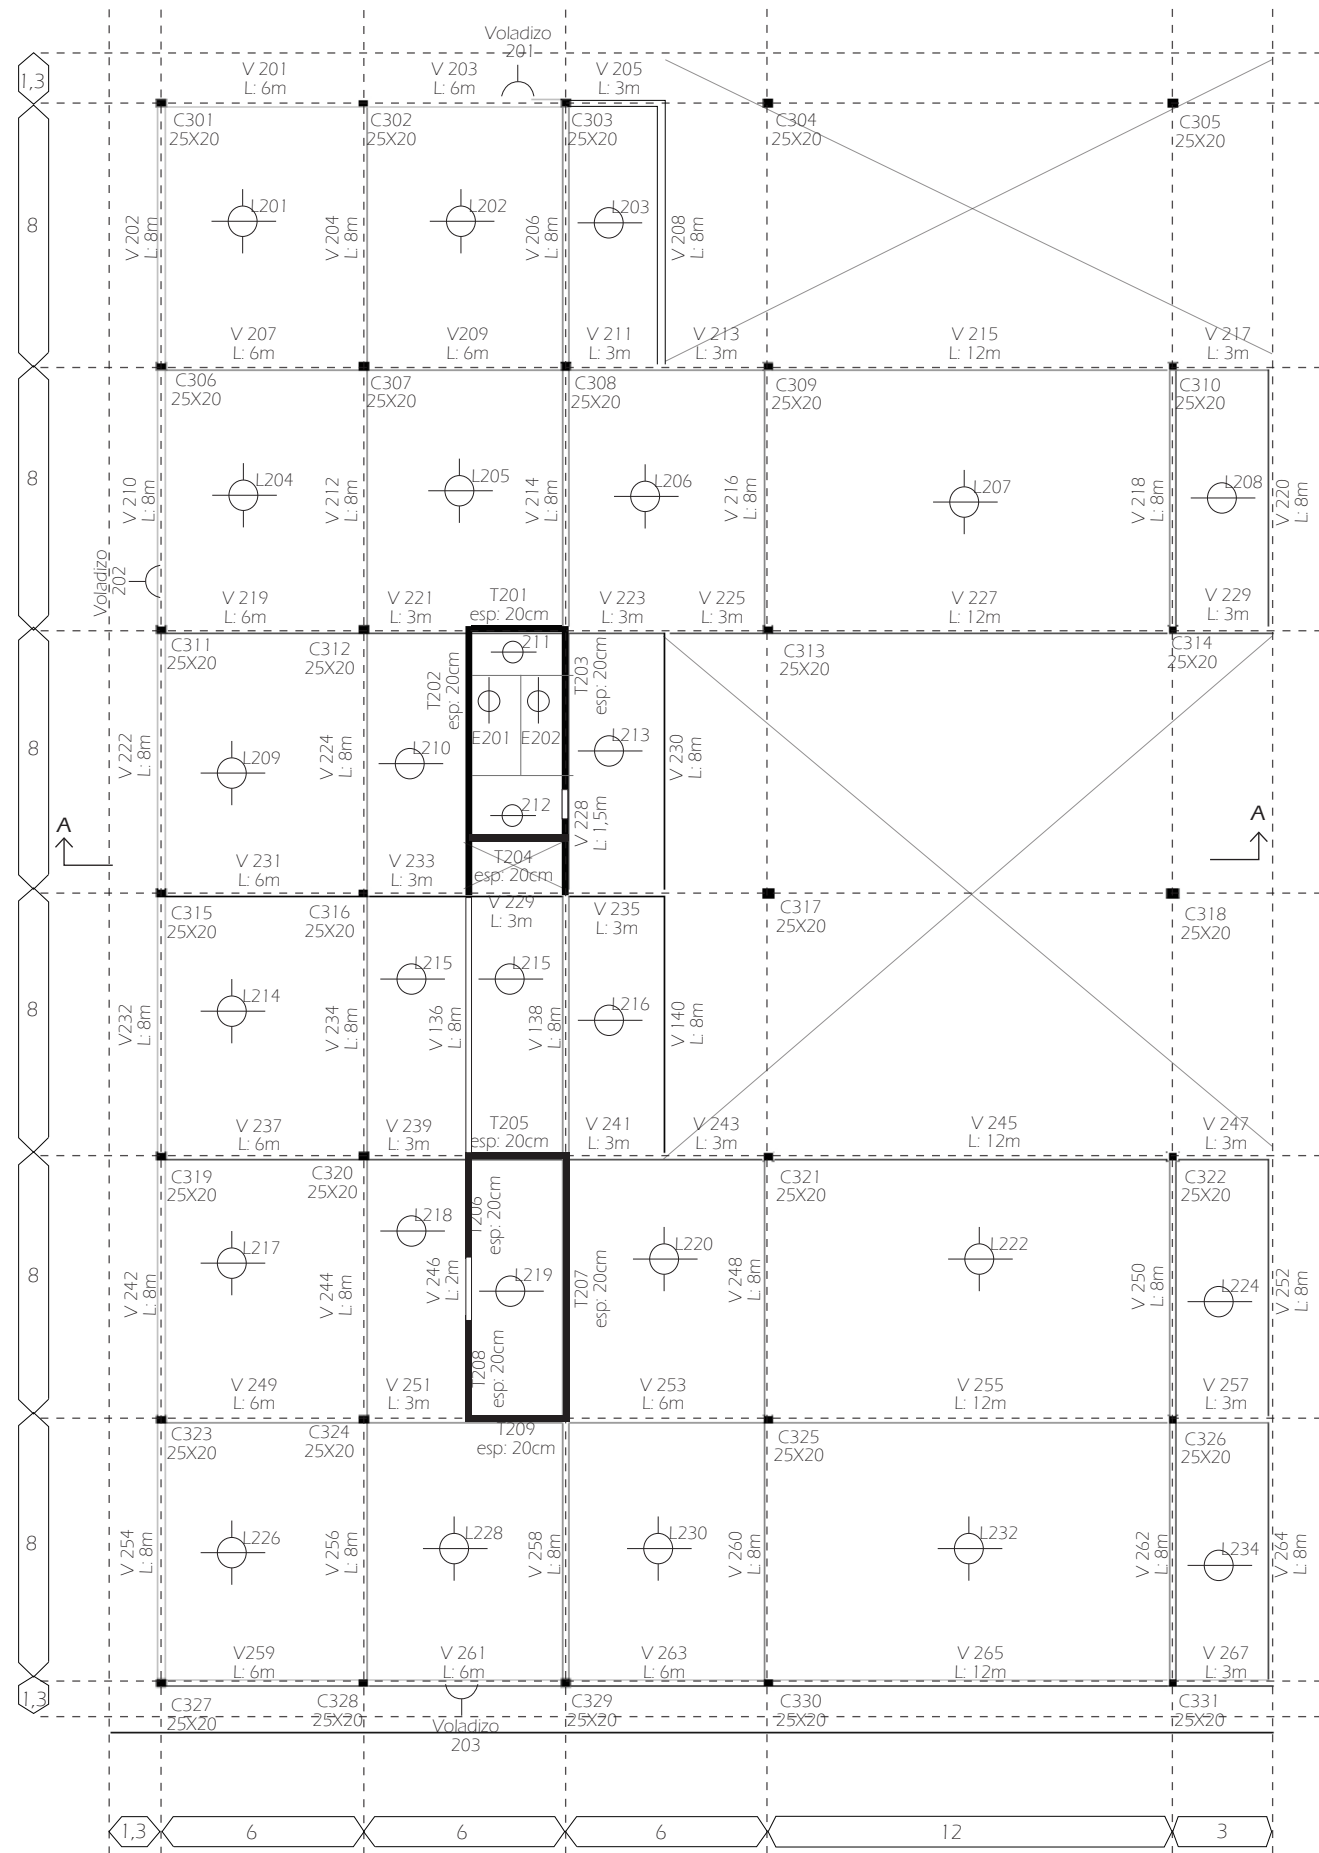 Voladizo
201
V 201
L: 6m
V 203
L: 6m
V 205
L: 3m
1,3
C301
25X20
C302
25X20
C303
25X20
C304
25X20
C305
25X20
8
V 202
L: 8m
L201
V 204
L: 8m
L202
V 206
L: 8m
L203
V 208
L: 8m
V 207
L: 6m
V209
L: 6m
V 211
L: 3m
V 213
L: 3m
V 215
L: 12m
V 217
L: 3m
C306
25X20
C307
25X20
C308
25X20
C309
25X20
C310
25X20
8
V 210
L: 8m
L204
V 212
L: 8m
L205
V 214
L: 8m
L206
V 216
L: 8m
L207
V 218
L: 8m
L208
V 220
L: 8m
Voladizo
202
V 219
L: 6m
V 221
L: 3m
T201
esp: 20cm
V 223
L: 3m
V 225
L: 3m
V 227
L: 12m
V 229
L: 3m
C311
25X20
C312
25X20
211
C313
25X20
C314
25X20
T202
esp: 20cm
T203
esp: 20cm
8
V 222
L: 8m
L209
V 224
L: 8m
L210
E201
E202
L213
V 230
L: 8m
212
V 228
L: 1,5m
A
A
V 231
L: 6m
V 233
L: 3m
T204
esp: 20cm
C315
25X20
C316
25X20
V 229
L: 3m
V 235
L: 3m
C317
25X20
C318
25X20
8
V232
L: 8m
L214
V 234
L: 8m
L215
V 136
L: 8m
L215
V 138
L: 8m
L216
V 140
L: 8m
V 237
L: 6m
V 239
L: 3m
T205
esp: 20cm
V 241
L: 3m
V 243
L: 3m
V 245
L: 12m
V 247
L: 3m
C319
25X20
C320
25X20
C321
25X20
C322
25X20
8
V 242
L: 8m
L217
V 244
L: 8m
L218
T206
esp: 20cm
V 246
L: 2m
L219
T207
esp: 20cm
L220
V 248
L: 8m
L222
V 250
L: 8m
L224
V 252
L: 8m
T208
esp: 20cm
V 249
L: 6m
V 251
L: 3m
V 253
L: 6m
V 255
L: 12m
V 257
L: 3m
C323
25X20
C324
25X20
T209
esp: 20cm
C325
25X20
C326
25X20
8
V 254
L: 8m
L226
V 256
L: 8m
L228
V 258
L: 8m
L230
V 260
L: 8m
L232
V 262
L: 8m
L234
V 264
L: 8m
V259
L: 6m
V 261
L: 6m
V 263
L: 6m
V 265
L: 12m
V 267
L: 3m
1,3
C327
25X20
C328
25X20
C329
25X20
C330
25X20
C331
25X20
Voladizo
203
1,3
6
6
6
12
3